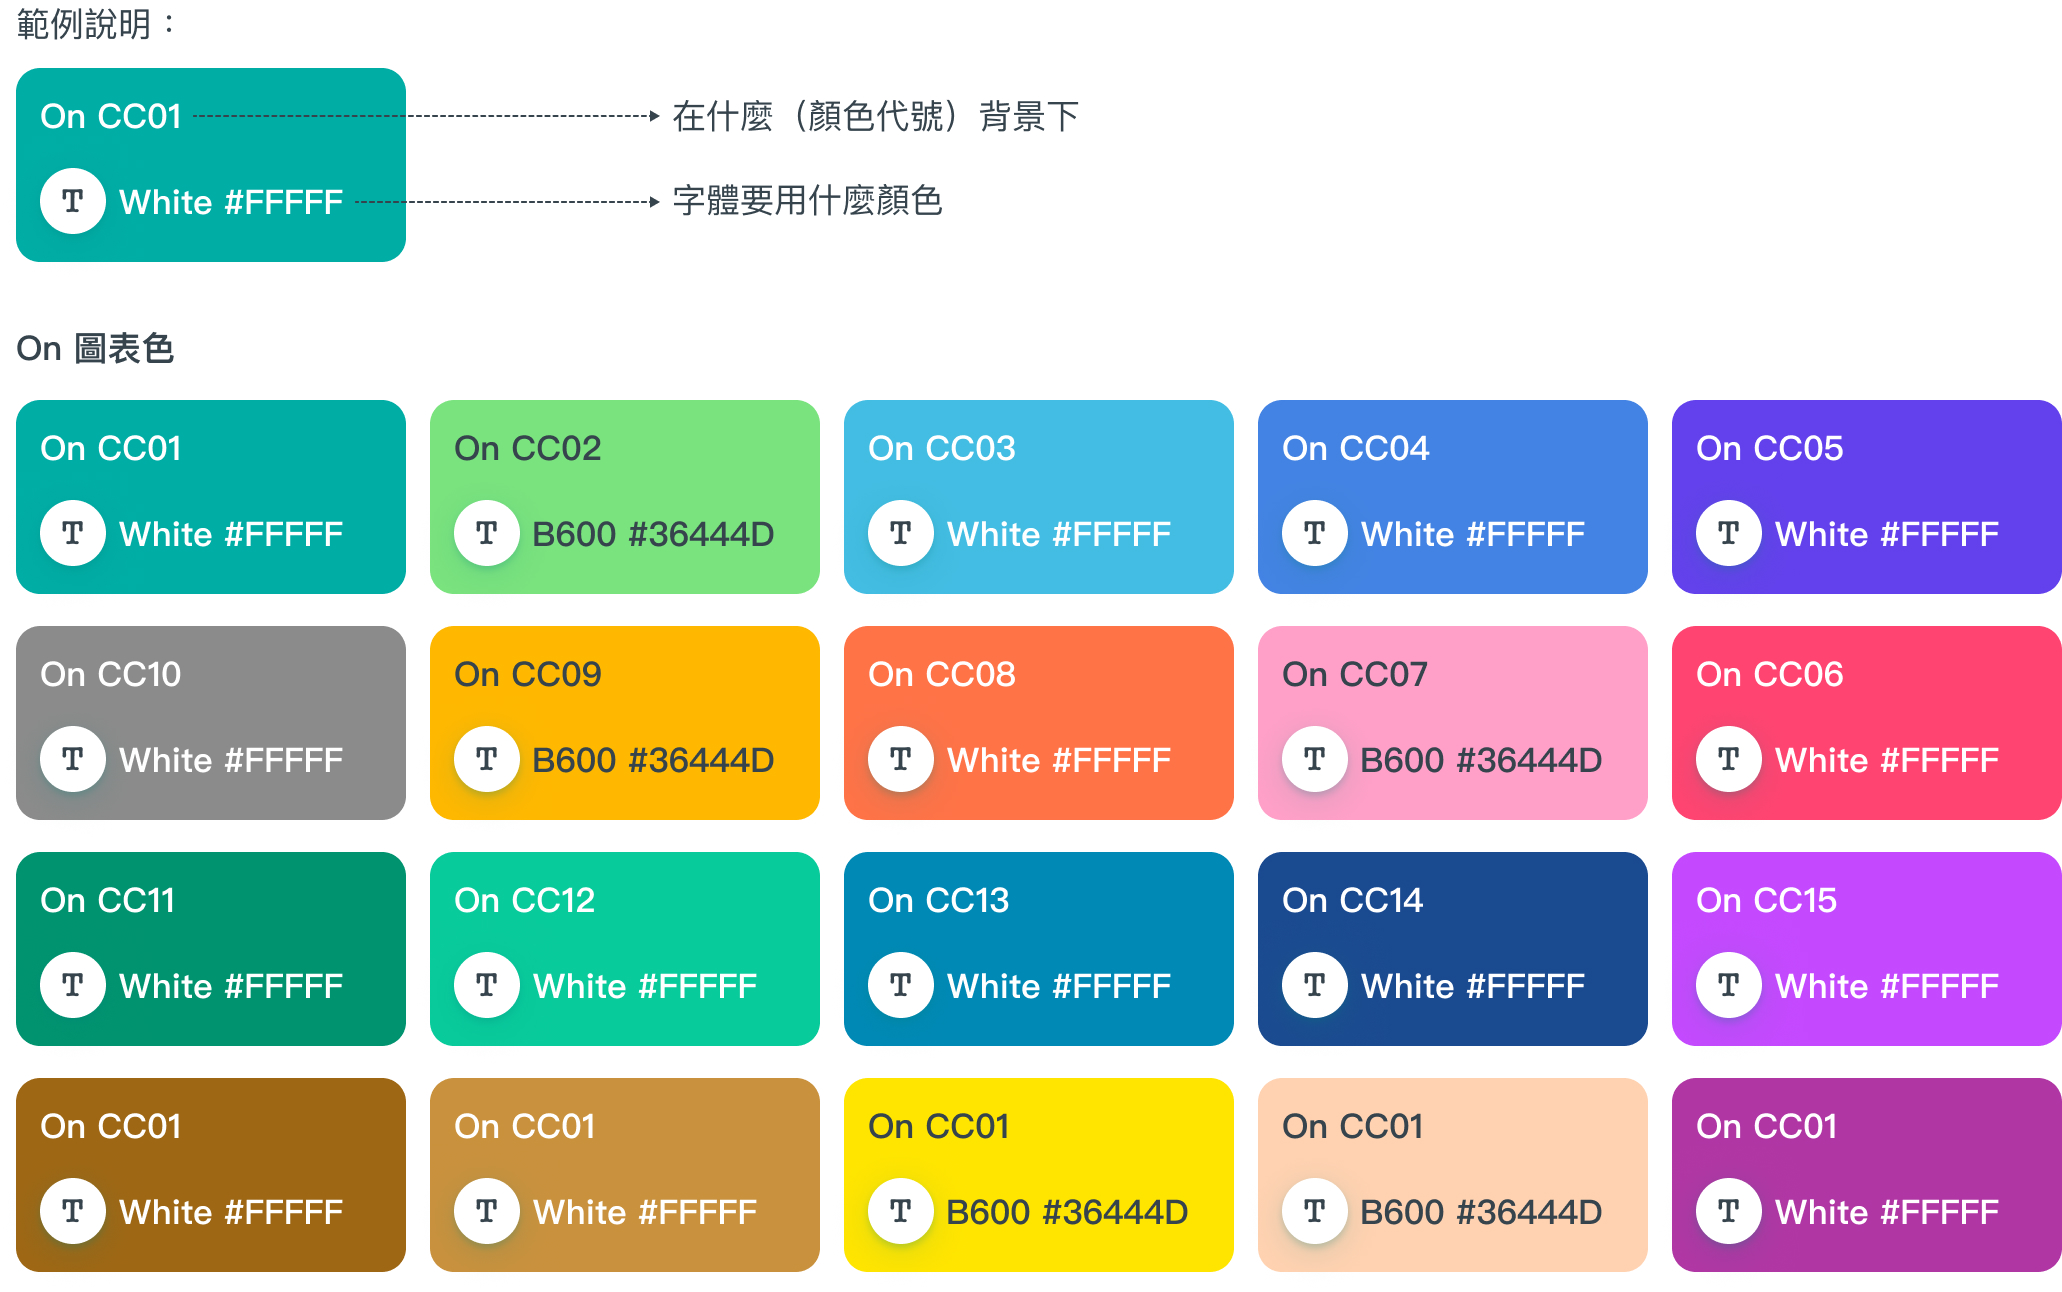 範例說明：
On CC01
在什麼（顏色代號）背景下
T White #FFFFF
字體要用什麼顏色
On 圖表色
On CC01
T White #FFFFF
On CC02
T B600 #36444D
On CC03
T White #FFFFF
On CC04
T White #FFFFF
On CC05
T White #FFFFF
On CC10
T White #FFFFF
On CC09
T B600 #36444D
On CC08
T White #FFFFF
On CC07
T B600 #36444D
On CC06
T White #FFFFF
On CC11
T White #FFFFF
On CC12
T White #FFFFF
On CC13
T White #FFFFF
On CC14
T White #FFFFF
On CC15
T White #FFFFF
On CC01
T White #FFFFF
On CC01
T White #FFFFF
On CC01
T B600 #36444D
On CC01
T B600 #36444D
On CC01
T White #FFFFF